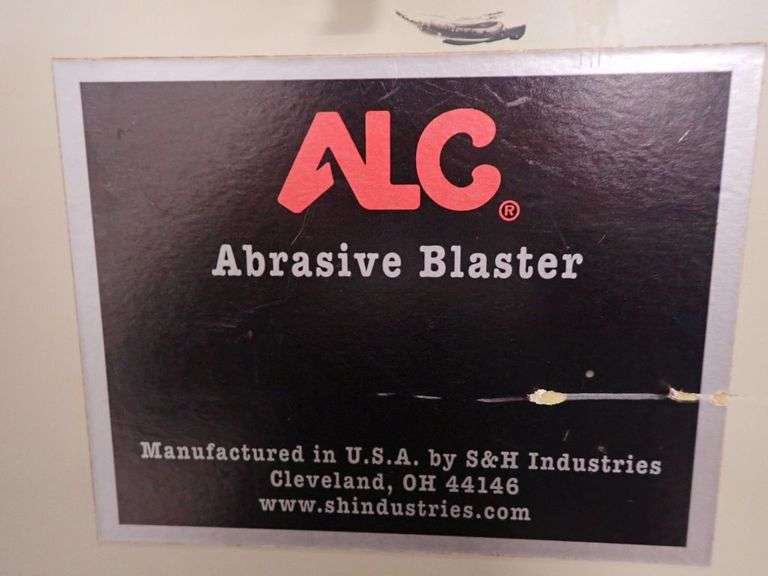 ALC®
Abrasive Blaster
Manufactured in U.S.A. by S&H Industries
Cleveland, OH 44146
www.shindustries.com